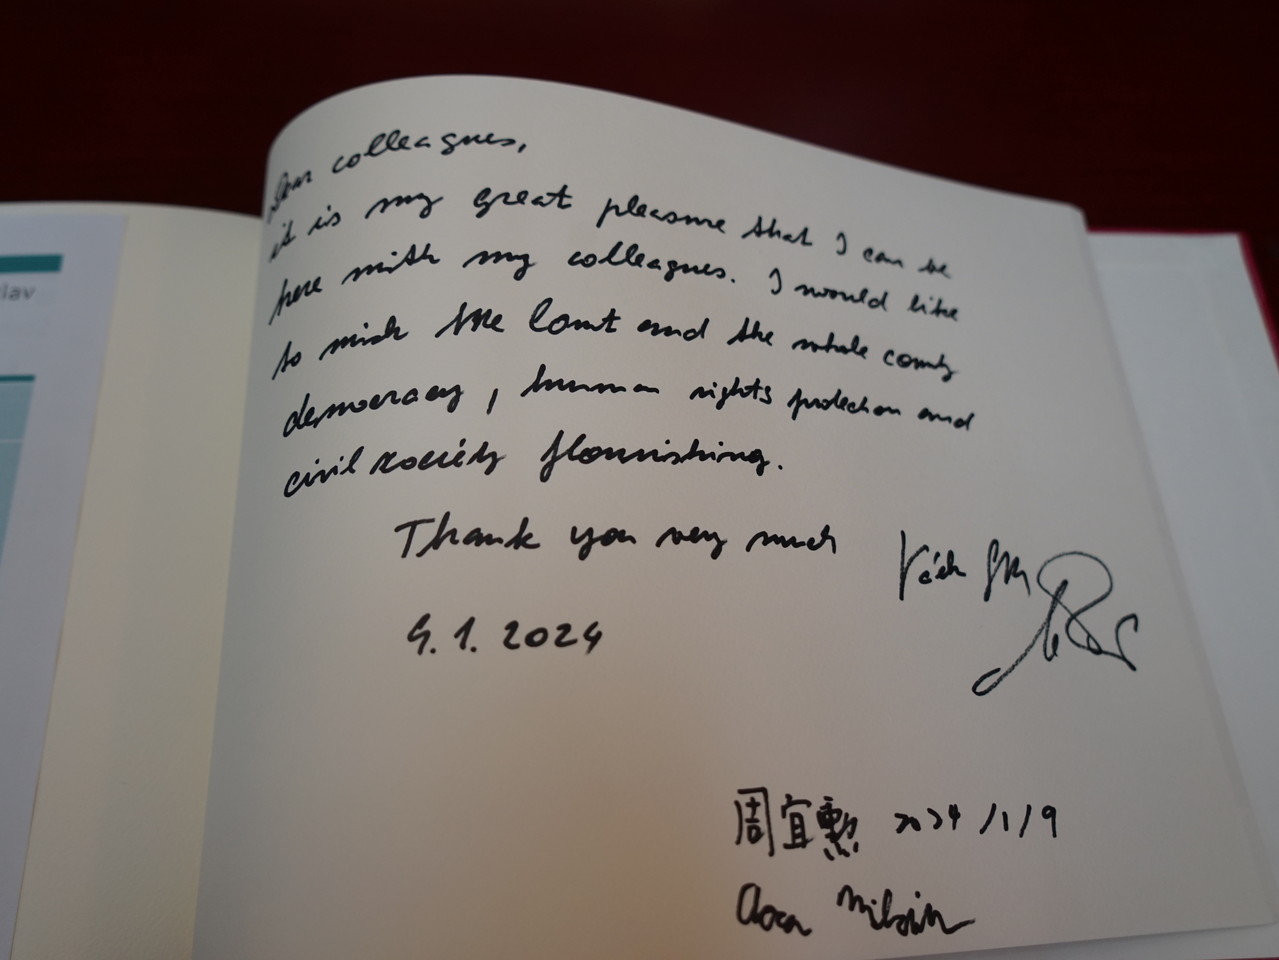 lav
Dear colleagues,
it is my great pleasure that I can be
here with my colleagues. I would like
to wish the Court and the whole county
democracy, human rights protection and
civil society flourishing.
Thank you very much
9.1.2024
周宜勳 2024/1/9